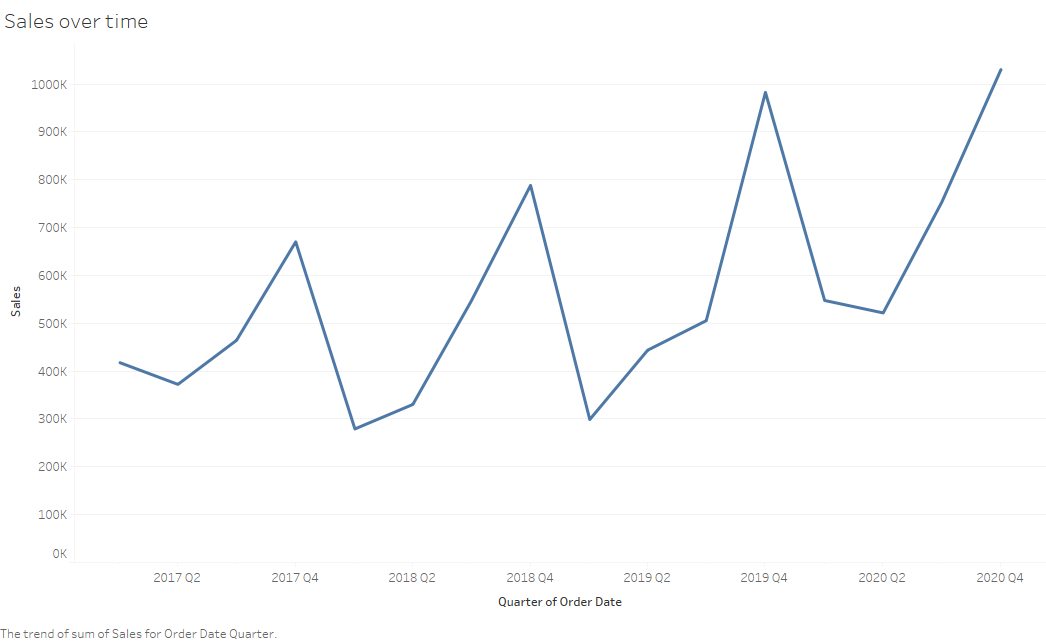 Sales over time
1000K
900K
800K
700K
600K
500K
400K
300K
200K
100K
0K
Sales
2017 Q2 2017 Q4 2018 Q2 2018 Q4 2019 Q2 2019 Q4 2020 Q2 2020 Q4
Quarter of Order Date
The trend of sum of Sales for Order Date Quarter.